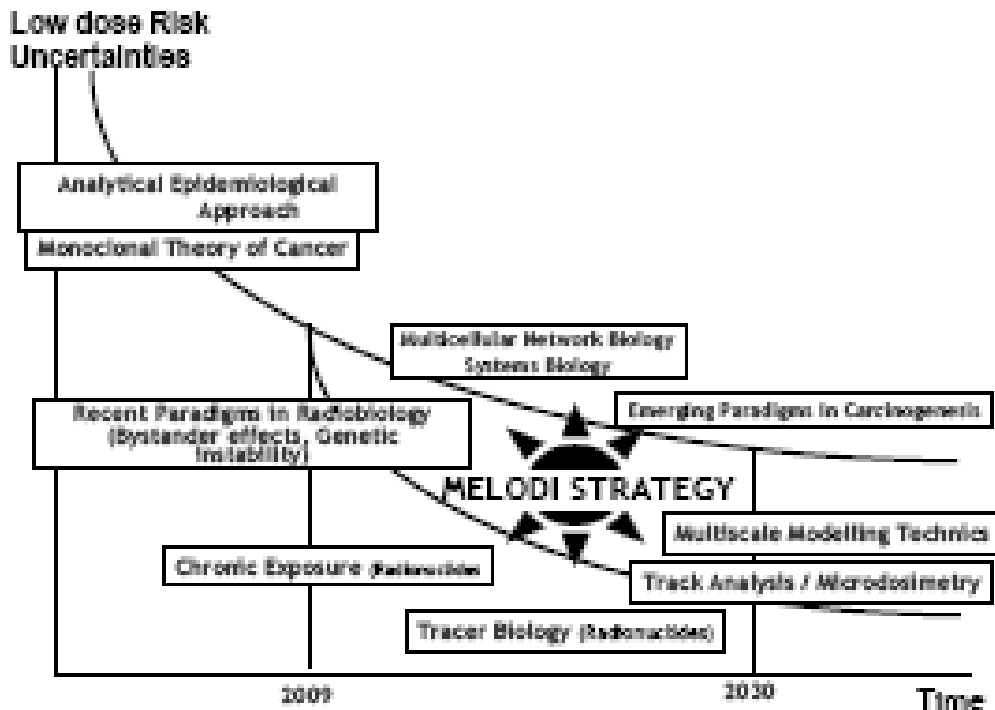 Low dose Risk
Uncertainties
Analytical Epidemiological
Approach
Monoclonal Theory of Cancer
Multicellular Network Biology
Systems Biology
Emerging Paradigms in Carcinogenesis
Recent Paradigms in Radiobiology
(Bystander effects, Genetic
Instability)
MELODI STRATEGY
Multiscale Modelling Technics
Chronic Exposure (Radionuclides
Track Analysis / Microdosimetry
Tracer Biology (Radionuclides)
2009
Time